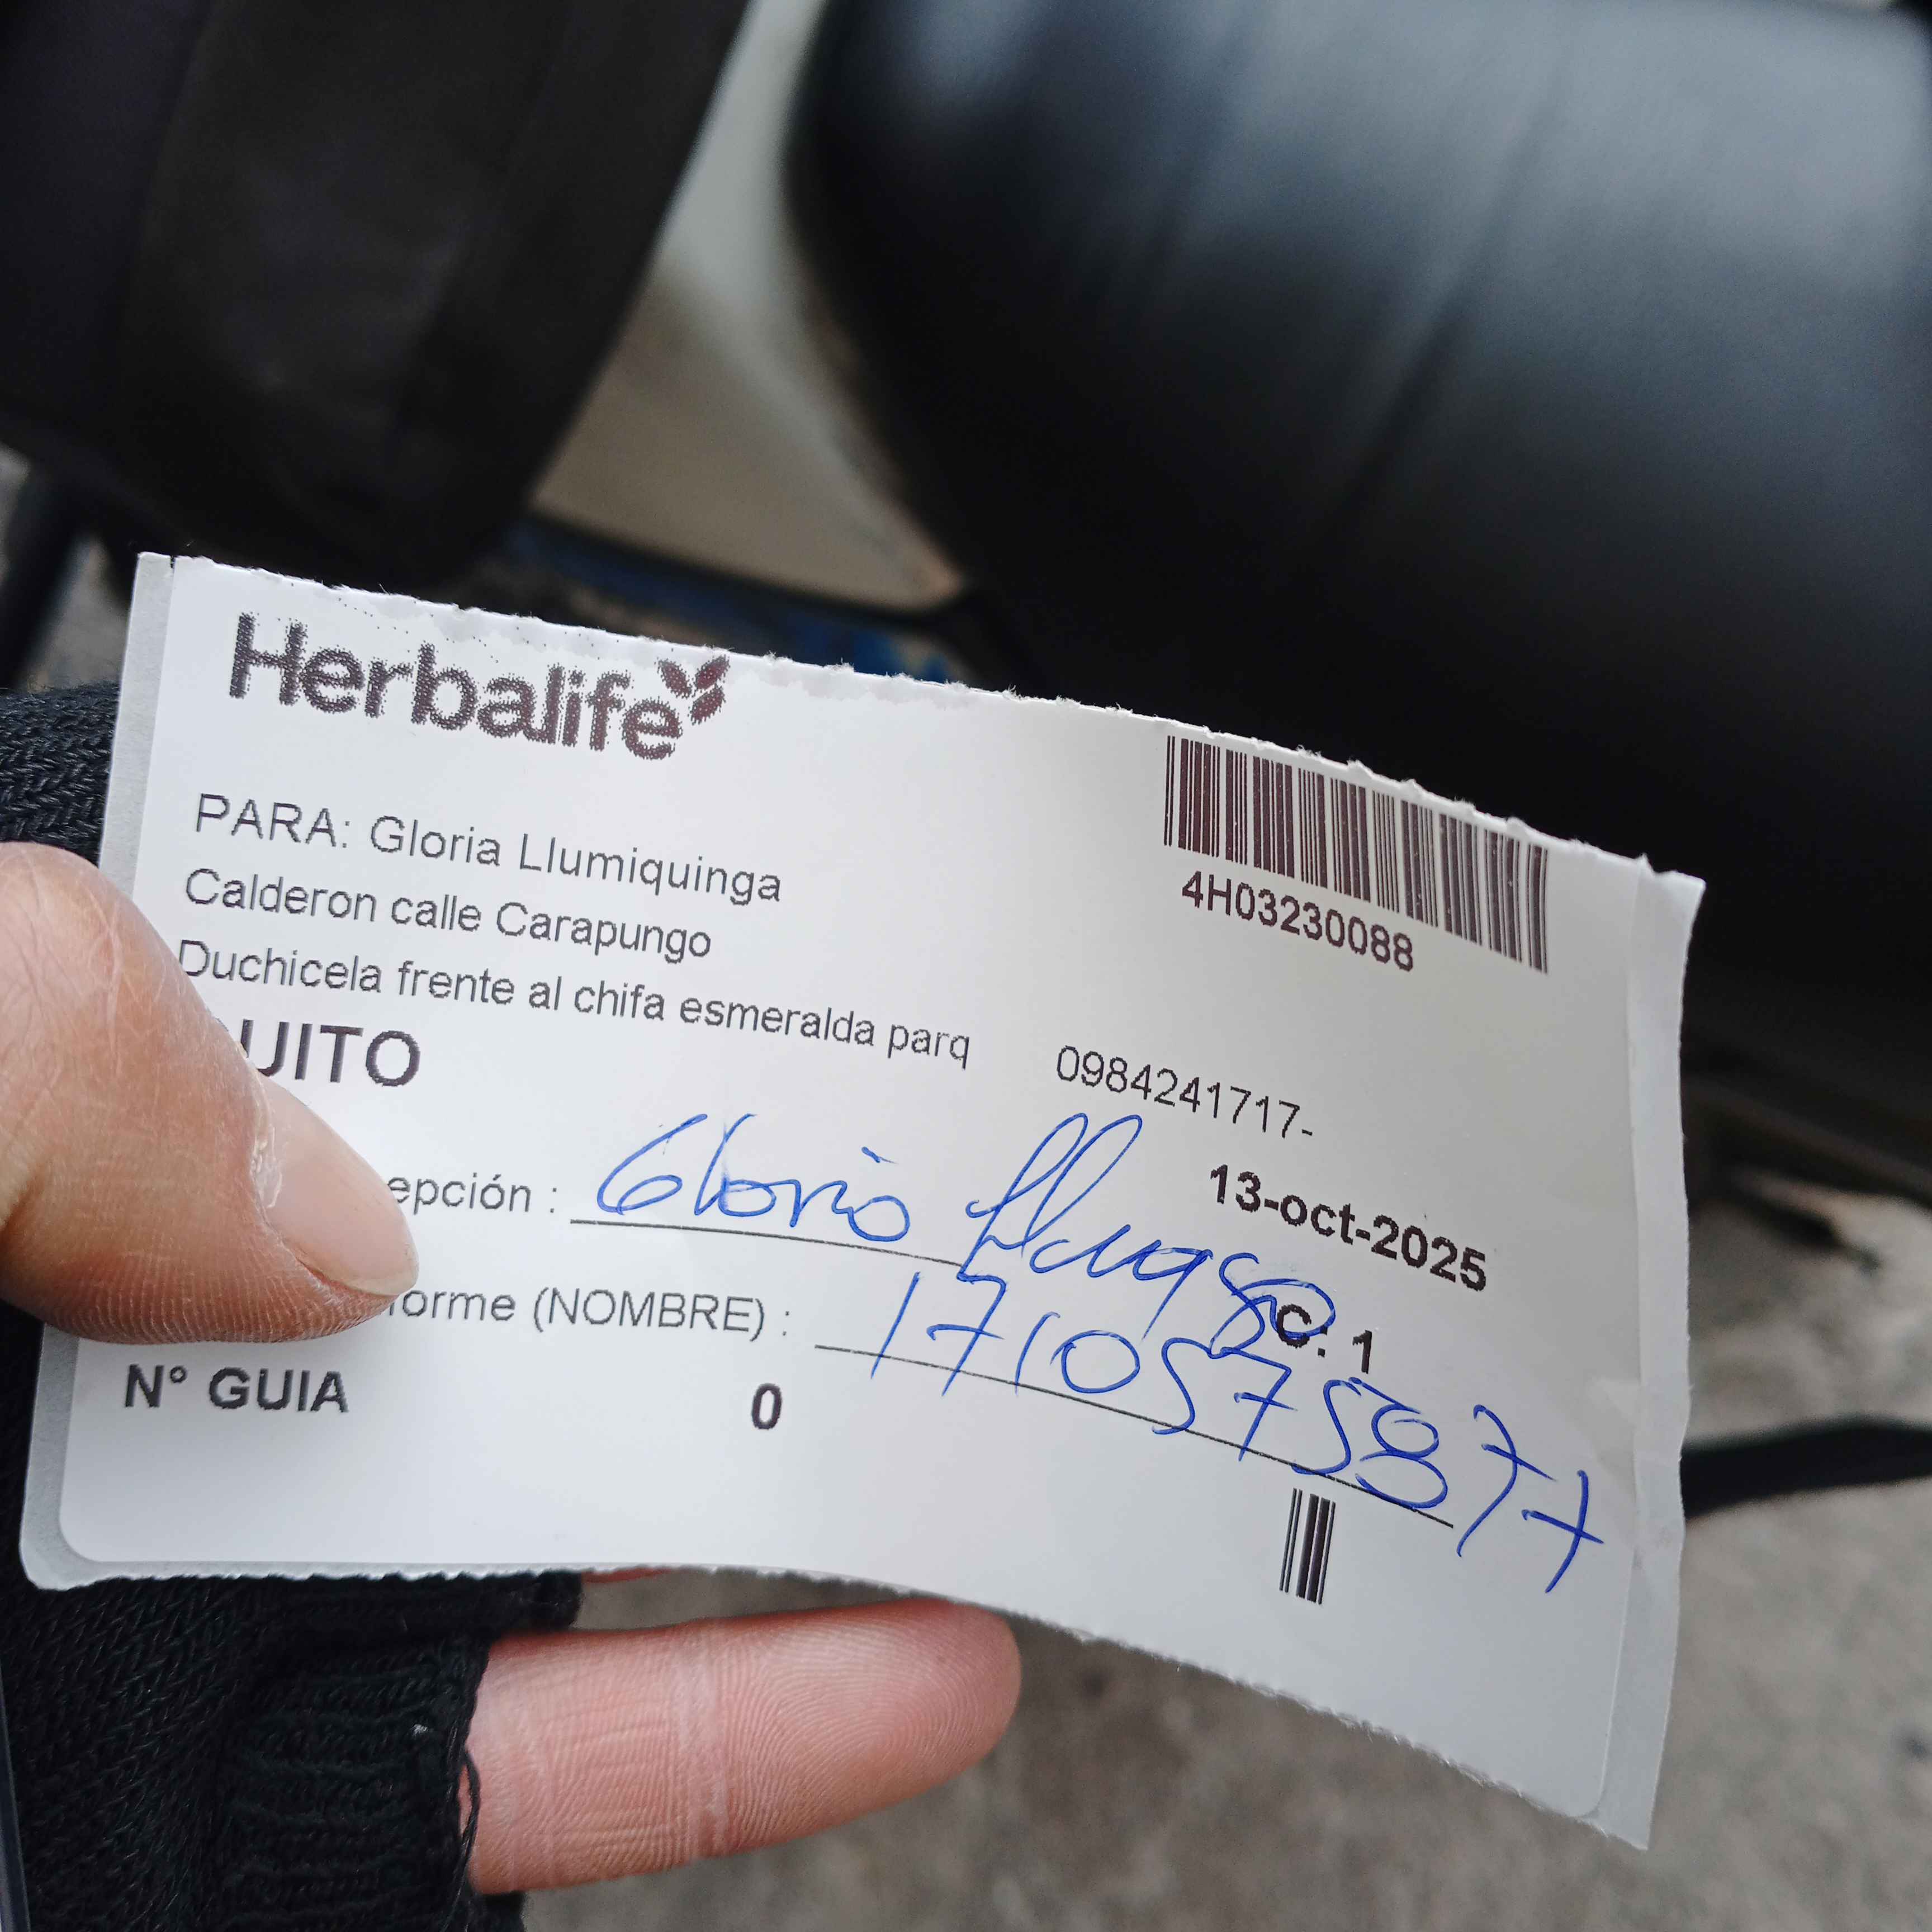 Herbalife
4H03230088
PARA: Gloria Llumiquinga
Calderon calle Carapungo
Duchicela frente al chifa esmeralda parq
UITO
0984241717-
13-oct-2025
epción : Gloria
orme (NOMBRE) : 1710575877
C: 1
N° GUIA 0